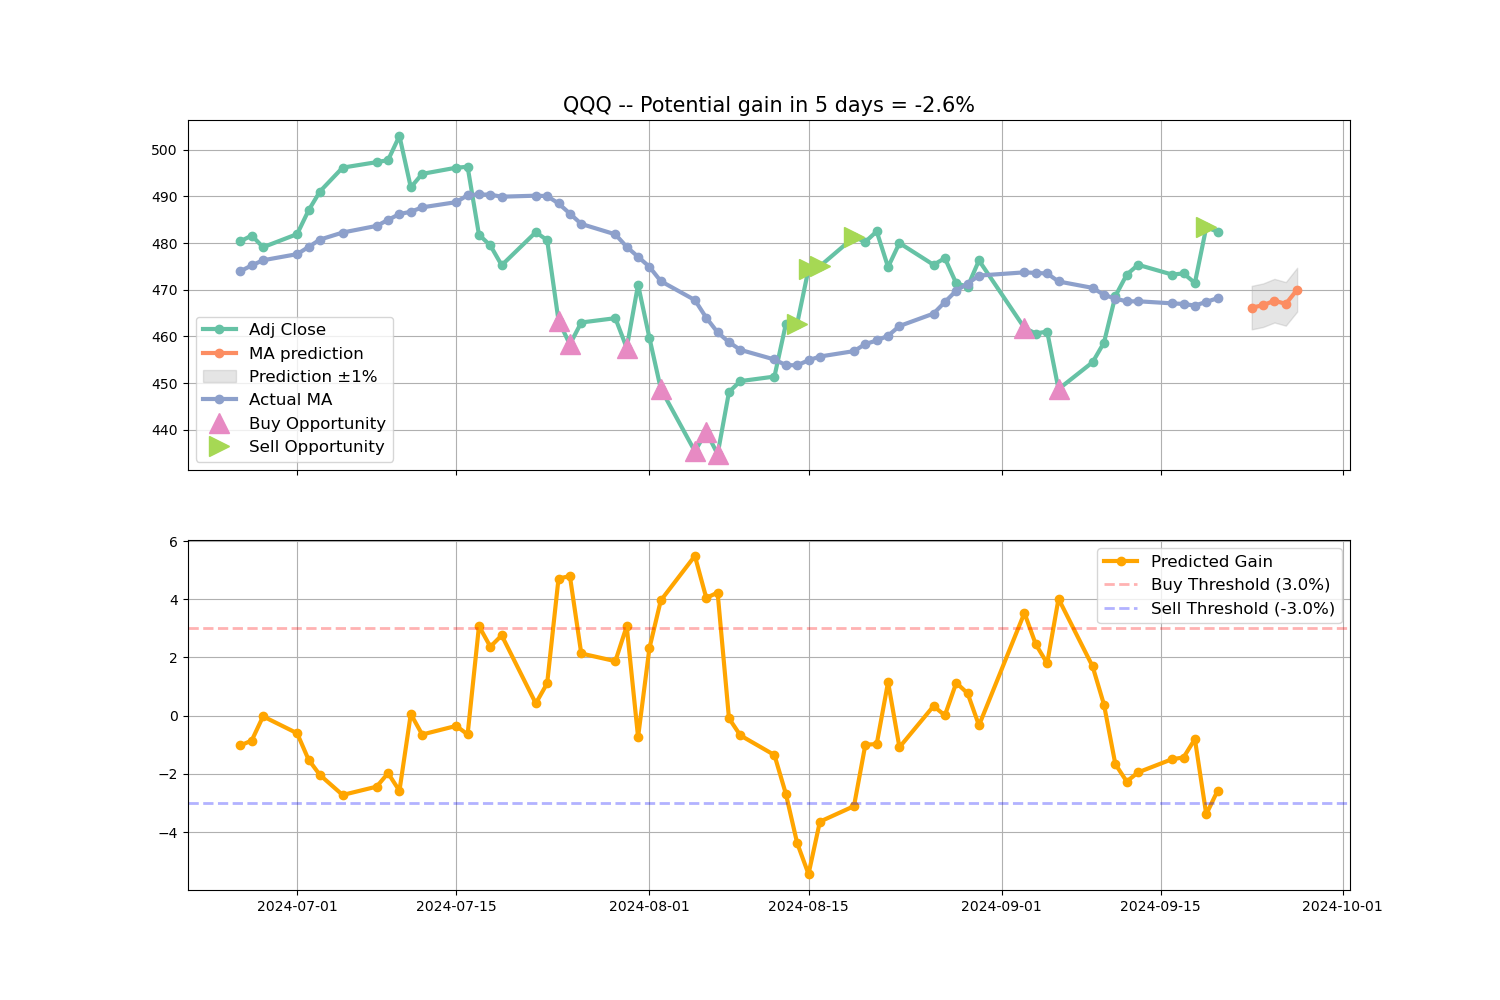 QQQ -- Potential gain in 5 days = -2.6%
500
490
480
470
460
450
440
Adj Close
MA prediction
Prediction ±1%
Actual MA
Buy Opportunity
Sell Opportunity
6
4
2
0
−2
−4
Predicted Gain
Buy Threshold (3.0%)
Sell Threshold (-3.0%)
2024-07-01
2024-07-15
2024-08-01
2024-08-15
2024-09-01
2024-09-15
2024-10-01